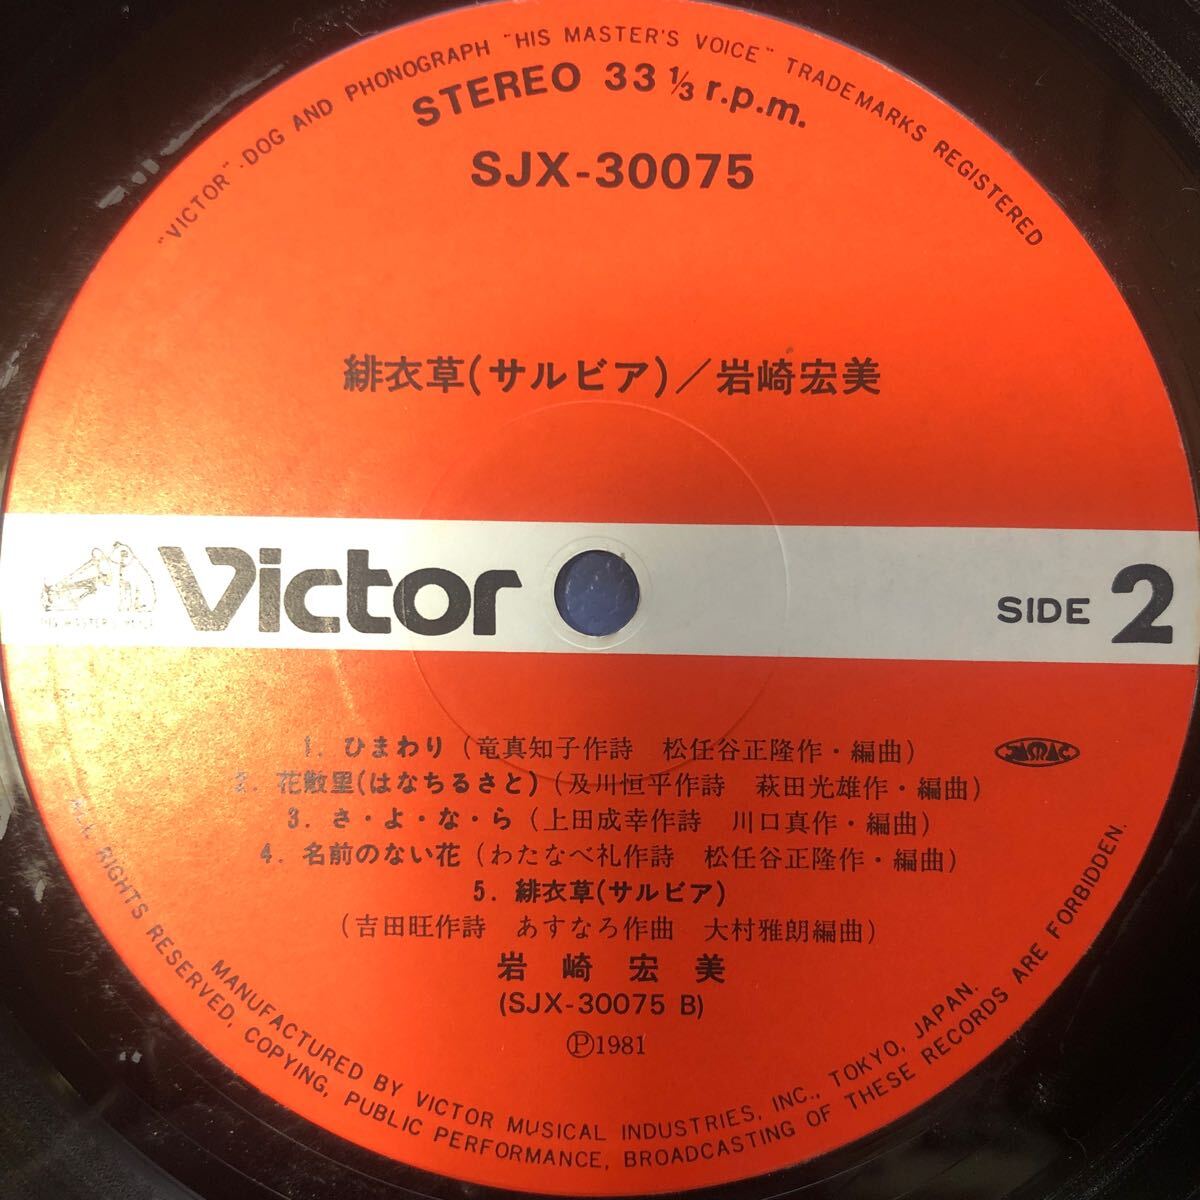 "VICTOR"·DOG AND PHONOGRAPH "HIS MASTER'S VOICE" TRADEMARKS REGISTERED
STEREO 33 1/3 r.p.m.
SJX-30075
緋衣草(サルビア)／岩崎宏美
HIS MASTER'S VOICE
Victor
SIDE 2
1. ひまわり (竜真知子作詩 松任谷正隆作・編曲)
2. 花散里(はなちるさと) (及川恒平作詩 萩田光雄作・編曲)
3. さ・よ・な・ら (上田成幸作詩 川口真作・編曲)
4. 名前のない花 (わたなべ礼作詩 松任谷正隆作・編曲)
5. 緋衣草(サルビア)
(吉田旺作詩 あすなろ作曲 大村雅朗編曲)
岩崎宏美
(SJX-30075 B)
Ⓟ1981
MANUFACTURED BY VICTOR MUSICAL INDUSTRIES, INC., TOKYO, JAPAN.
ALL RIGHTS RESERVED, COPYING, PUBLIC PERFORMANCE, BROADCASTING OF THESE RECORDS ARE FORBIDDEN.